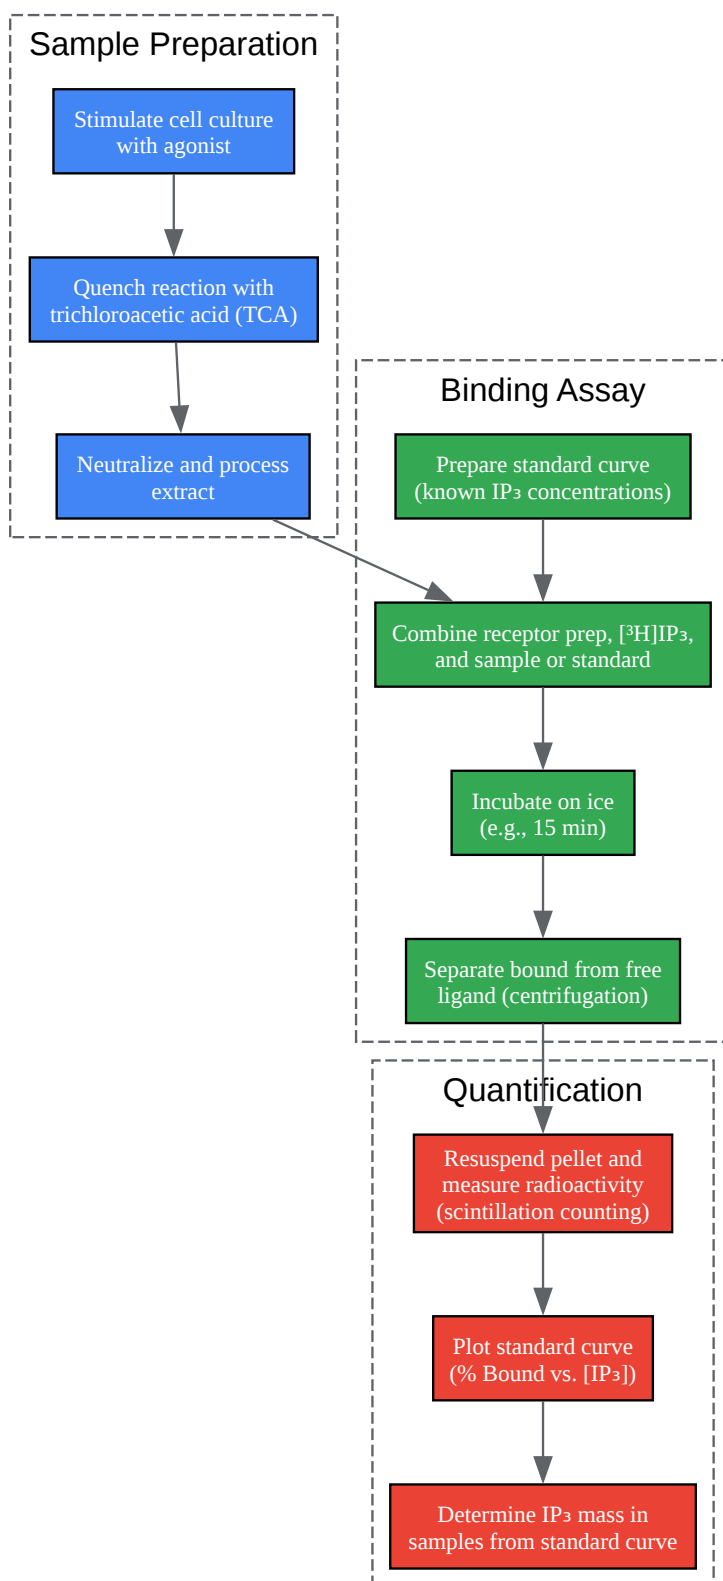 Sample Preparation
Stimulate cell culture
with agonist
Quench reaction with
trichloroacetic acid (TCA)
Neutralize and process
extract
Binding Assay
Prepare standard curve
(known IP₃ concentrations)
Combine receptor prep, [³H]IP₃,
and sample or standard
Incubate on ice
(e.g., 15 min)
Separate bound from free
ligand (centrifugation)
Quantification
Resuspend pellet and
measure radioactivity
(scintillation counting)
Plot standard curve
(% Bound vs. [IP₃])
Determine IP₃ mass in
samples from standard curve